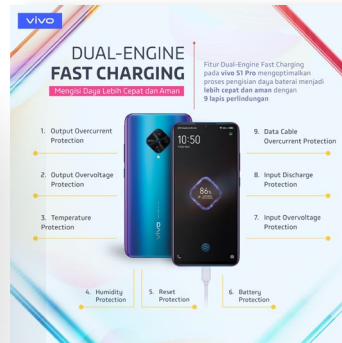 vivo
DUAL-ENGINE
FAST CHARGING
Mengisi Daya Lebih Cepat dan Aman
Fitur Dual-Engine Fast Charging
pada vivo S1 Pro mengoptimalkan
proses pengisian daya baterai menjadi
lebih cepat dan aman dengan
9 lapis perlindungan
1. Output Overcurrent
Protection
2. Output Overvoltage
Protection
3. Temperature
Protection
4. Humidity
Protection
5. Reset
Protection
6. Battery
Protection
7. Input Overvoltage
Protection
8. Input Discharge
Protection
9. Data Cable
Overcurrent Protection
10:50
86%
vivo